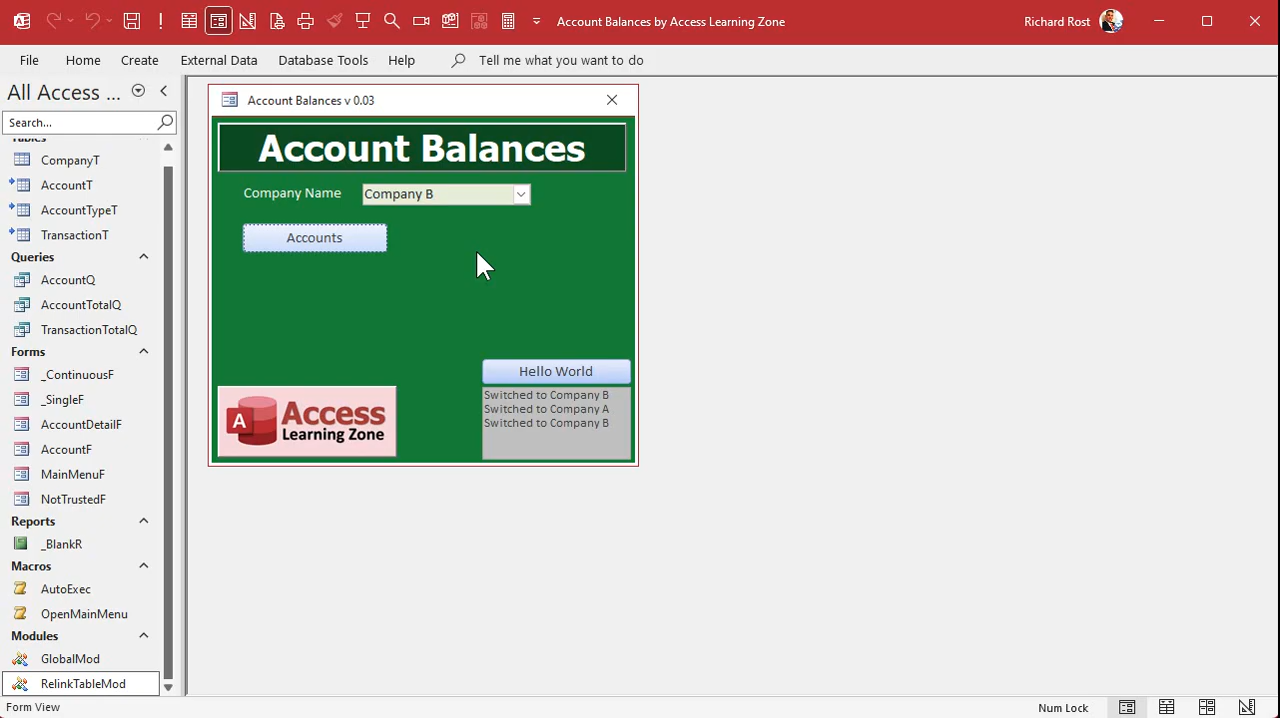 Account Balances by Access Learning Zone
Richard Rost
File Home Create External Data Database Tools Help Tell me what you want to do
All Access ...
Search...
Tables
CompanyT
AccountT
AccountTypeT
TransactionT
Queries
AccountQ
AccountTotalQ
TransactionTotalQ
Forms
_ContinuousF
_SingleF
AccountDetailF
AccountF
MainMenuF
NotTrustedF
Reports
_BlankR
Macros
AutoExec
OpenMainMenu
Modules
GlobalMod
RelinkTableMod
Account Balances v 0.03
Account Balances
Company Name Company B
Accounts
Hello World
Switched to Company B
Switched to Company A
Switched to Company B
A Access
Learning Zone
Form View
Num Lock